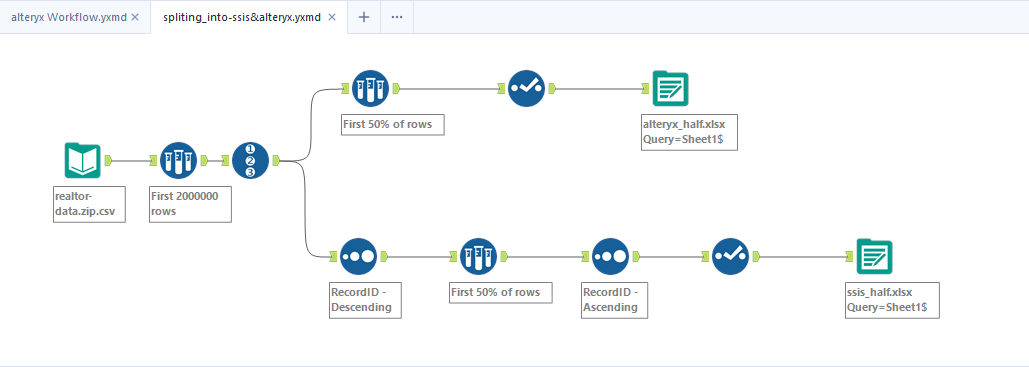 alteryx Workflow.yxmd
spliting_into-ssis&alteryx.yxmd
First 50% of rows
alteryx_half.xlsx
Query=Sheet1$
1
2
3
realtor-
data.zip.csv
First 2000000
rows
RecordID -
Descending
First 50% of rows
RecordID -
Ascending
ssis_half.xlsx
Query=Sheet1$